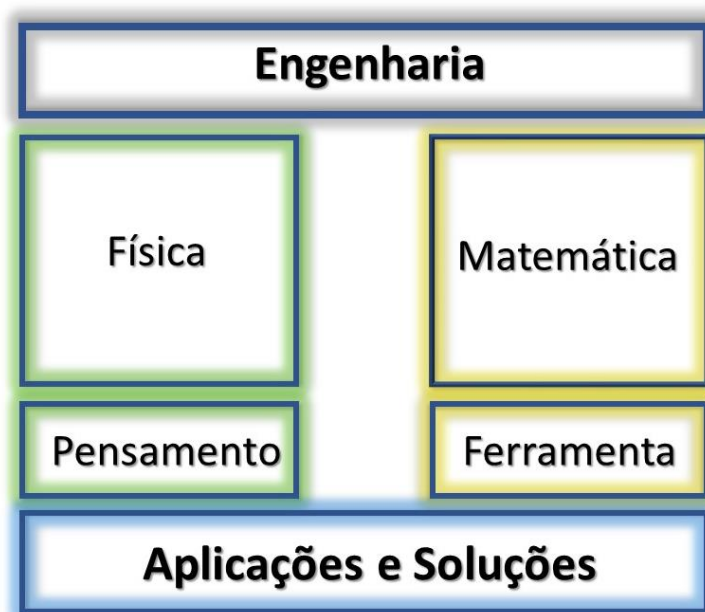 Engenharia
Física
Matemática
Pensamento
Ferramenta
Aplicações e Soluções